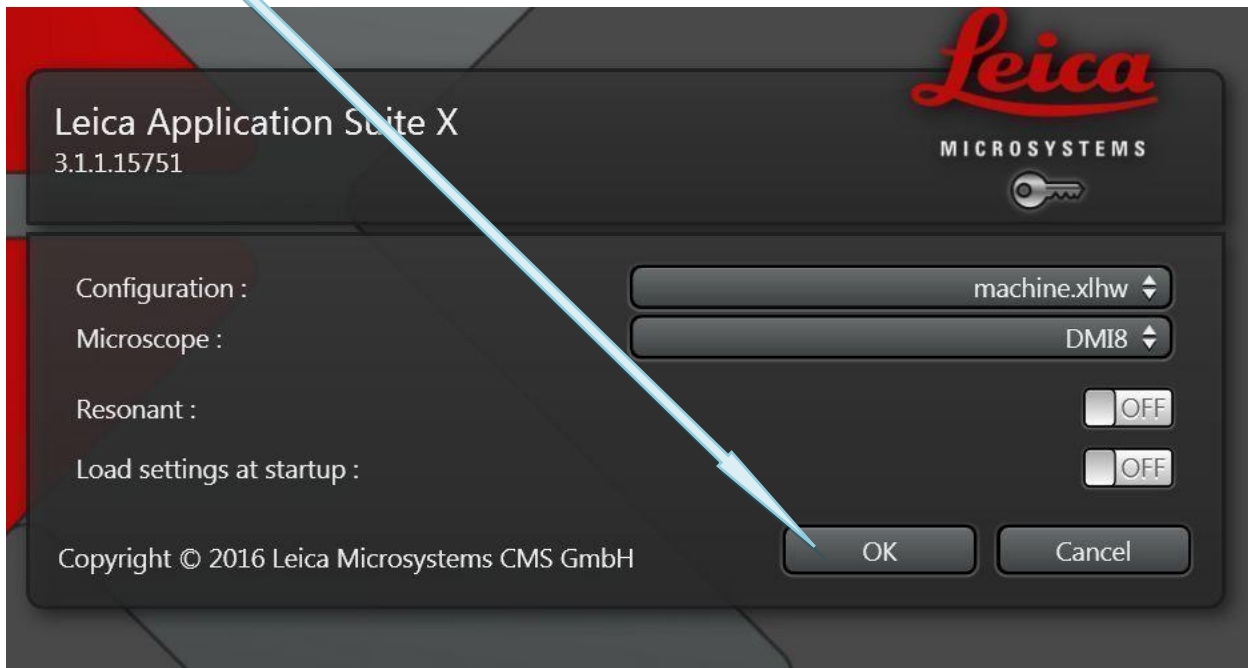 Leica
MICROSYSTEMS
Leica Application Suite X
3.1.1.15751
Configuration : machine.xlhw
Microscope : DMI8
Resonant : OFF
Load settings at startup : OFF
Copyright © 2016 Leica Microsystems CMS GmbH OK Cancel